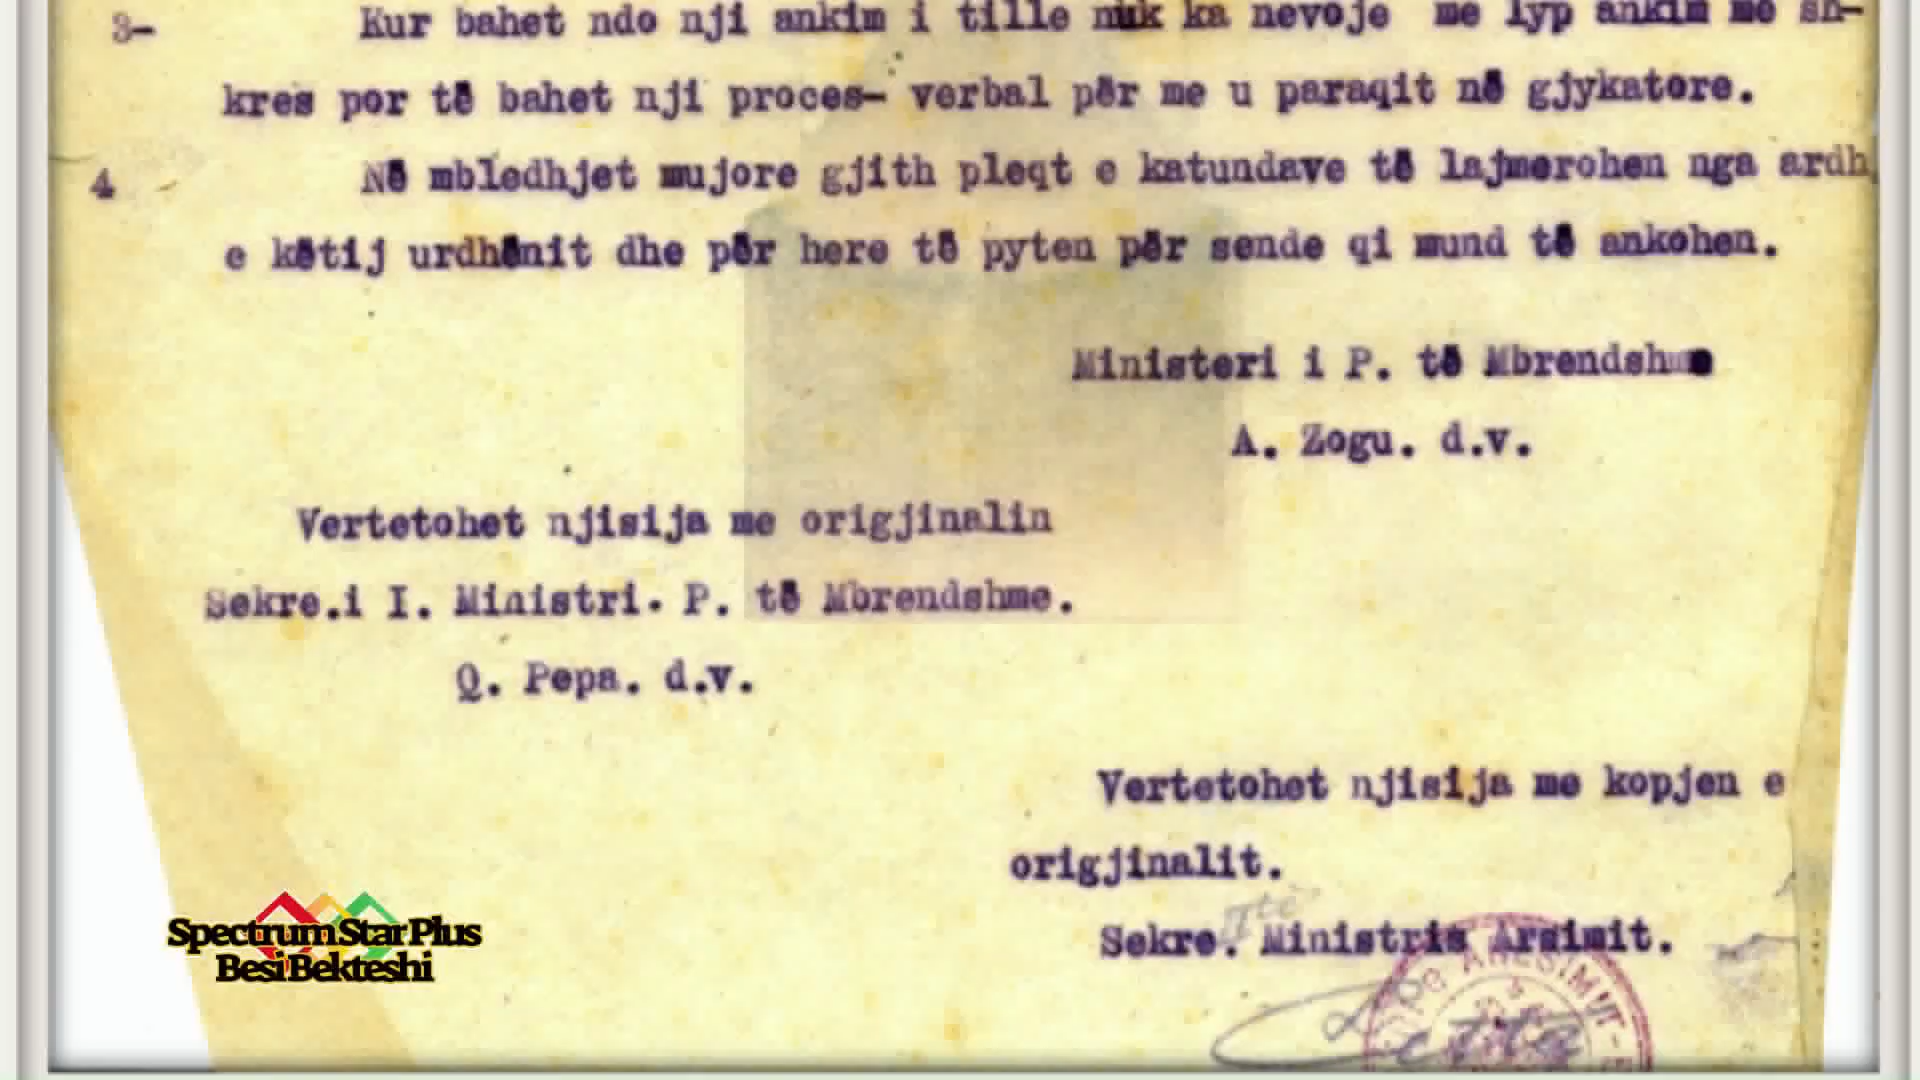 3- Kur bahet ndo nji ankim i tille nuk ka nevoje me lyp ankim me sh-
kres por të bahet nji proces- verbal për me u paraqit në gjykatore.
4 Në mbledhjet mujore gjith pleqt e katundave të lajmerohen nga ardh
e këtij urdhënit dhe për here të pyten për sende qi mund të ankohen.
Ministeri i P. të Mbrendshme
A. Zogu. d.v.
Vertetohet njisija me origjinalin
Sekre.i I. Ministri. P. të Mbrendshme.
Q. Pepa. d.v.
Vertetohet njisija me kopjen e
origjinalit.
Sekre. Ministris Arsimit.
Spectrum Star Plus
Besi Bekteshi